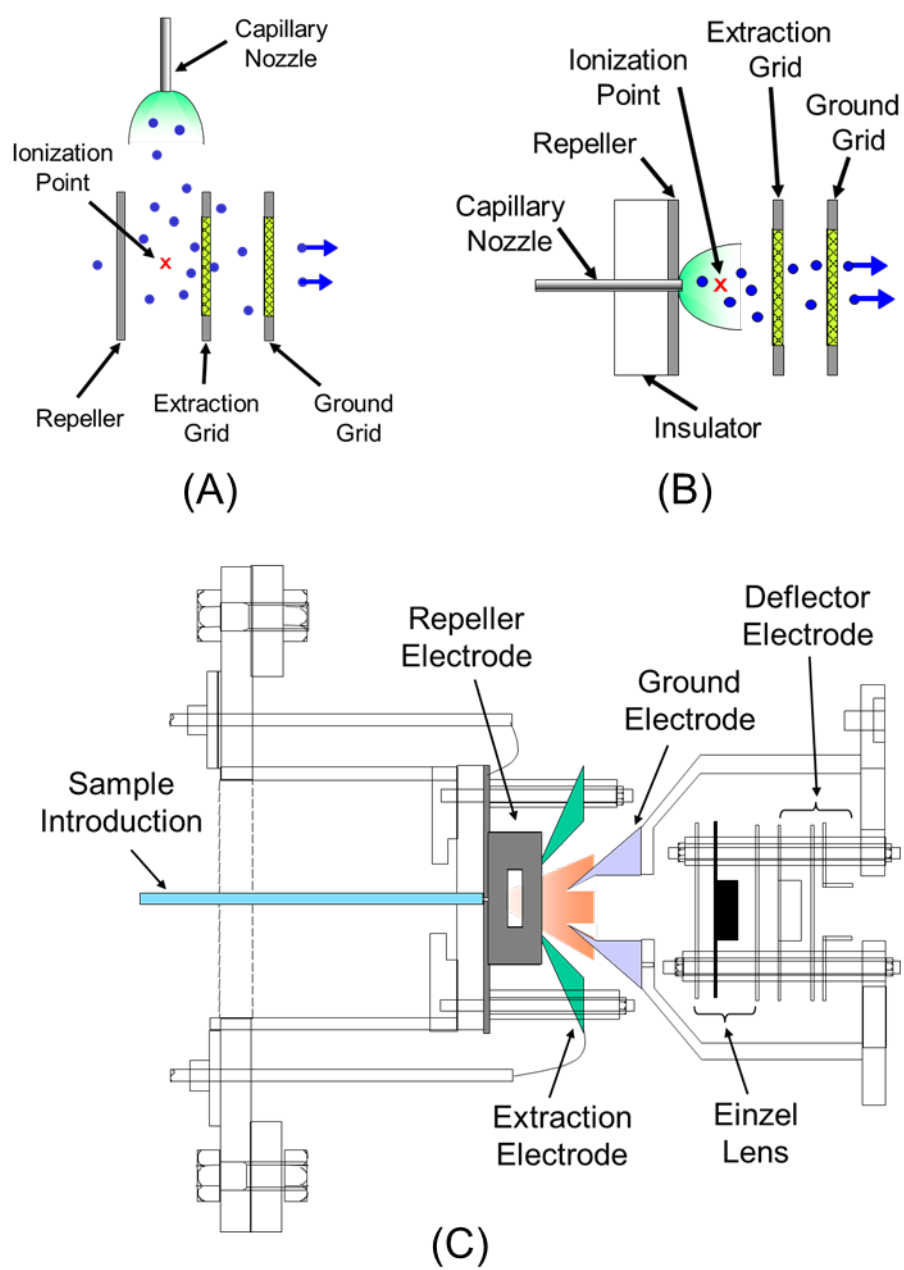 Capillary
Nozzle
Ionization
Point
x
Repeller
Extraction
Grid
Ground
Grid
(A)
Extraction
Grid
Ionization
Point
Ground
Grid
Repeller
Capillary
Nozzle
x
Insulator
(B)
Deflector
Electrode
Repeller
Electrode
Ground
Electrode
Sample
Introduction
Extraction
Electrode
Einzel
Lens
(C)